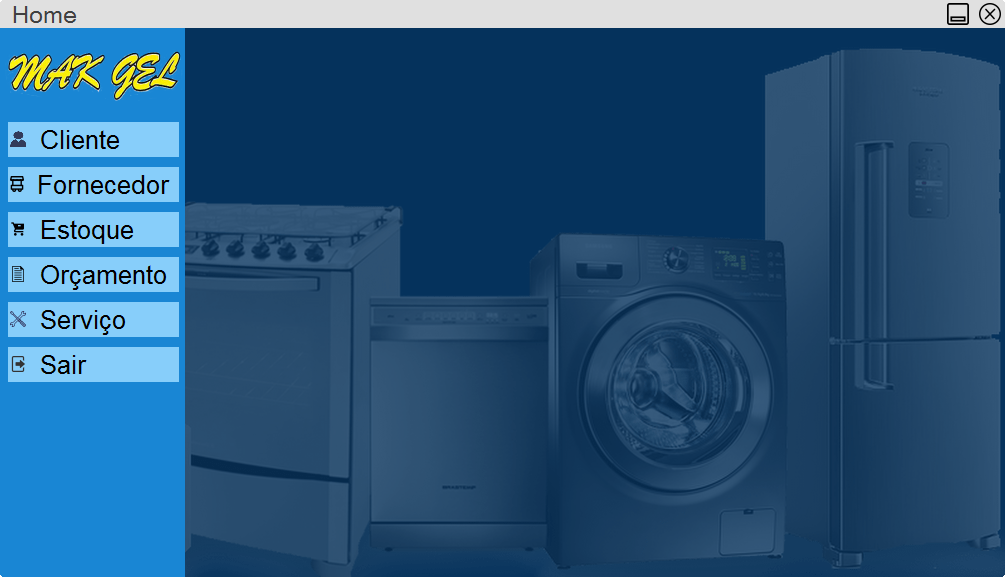 Home
MAK GEL
Cliente
Fornecedor
Estoque
Orçamento
Serviço
Sair